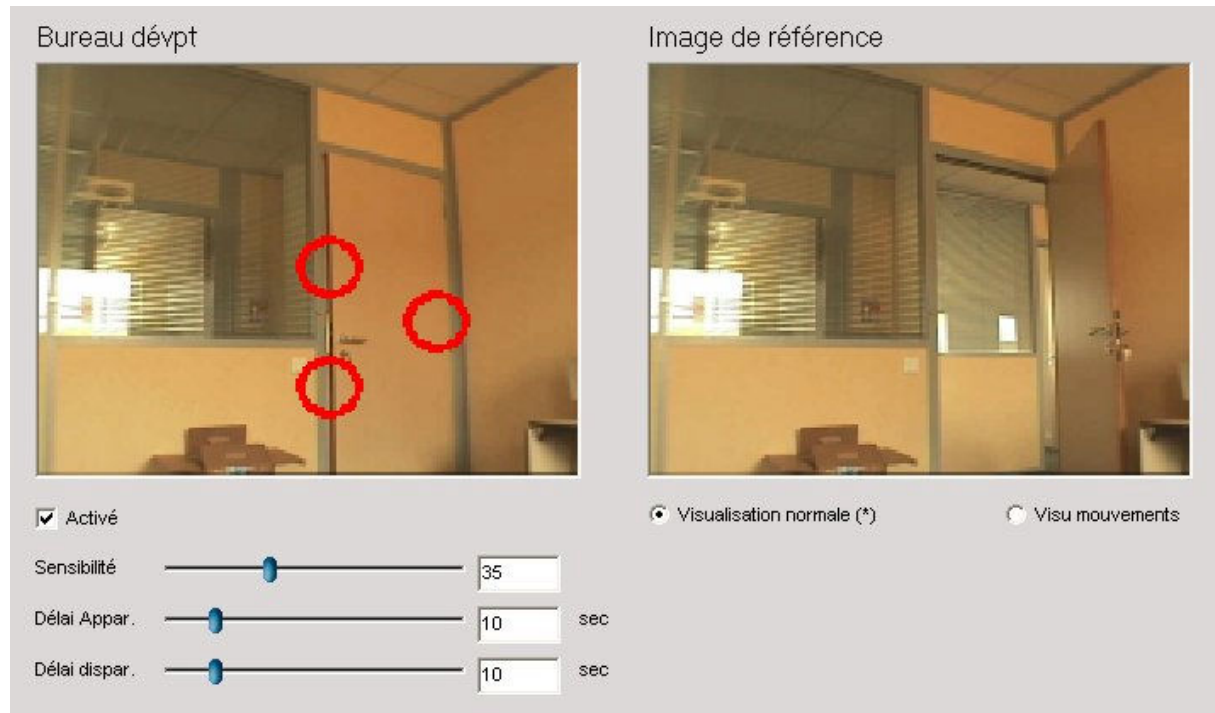 Bureau dévpt
Image de référence
Activé
Visualisation normale (*)
Visu mouvements
Sensibilité
35
Délai Appar.
10
sec
Délai dispar.
10
sec